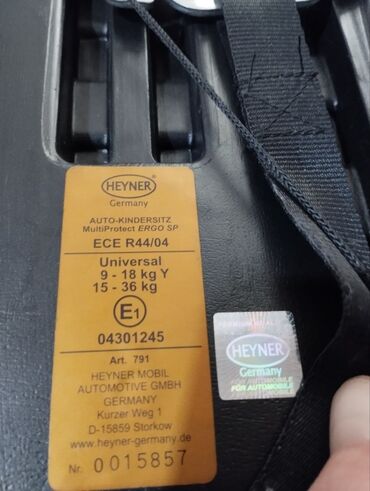 HEYNER
Germany
AUTO-KINDERSITZ
MultiProtect ERGO SP
ECE R44/04
Universal
9 - 18 kg Y
15 - 36 kg
E1
04301245
Art. 791
HEYNER MOBIL
AUTOMOTIVE GMBH
GERMANY
Kurzer Weg 1
D-15859 Storkow
www.heyner-germany.de
Nr. 0015857
HEYNER
Germany
FÜR AUTOMOBILE